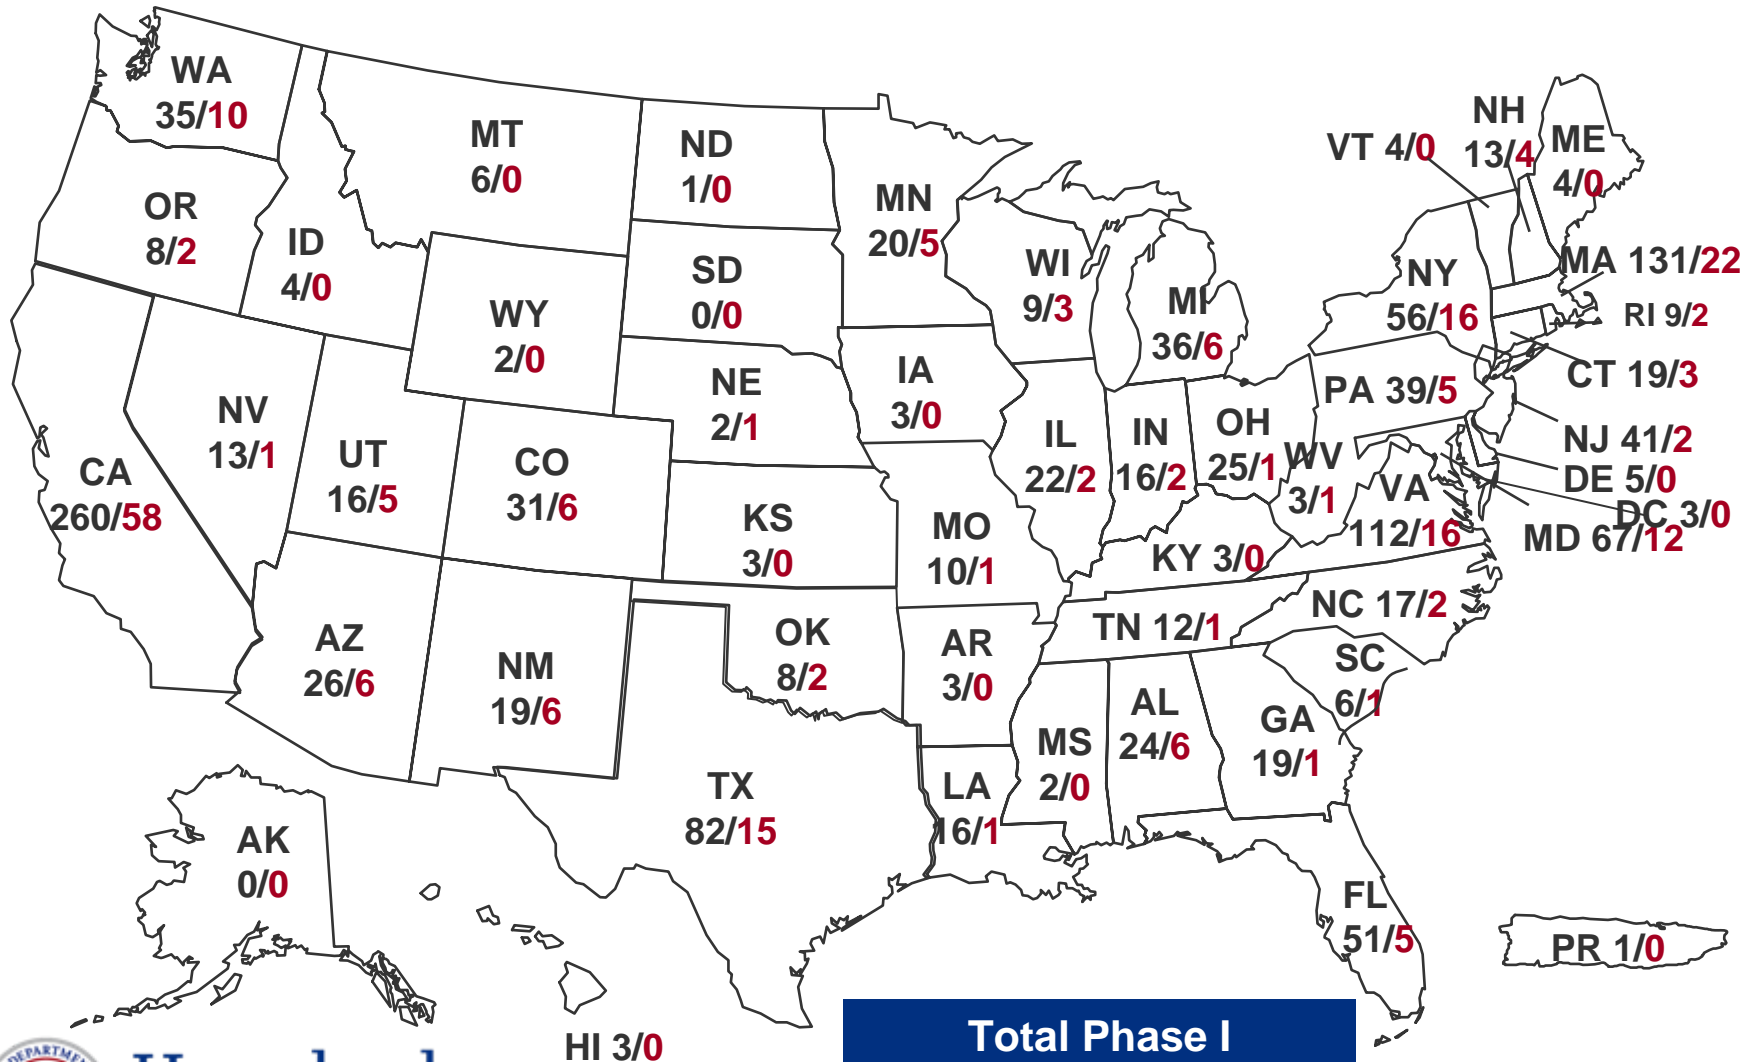 WA
35/10
MT
6/0
ND
1/0
MN
20/5
VT 4/0
NH
13/4
ME
4/0
OR
8/2
ID
4/0
WY
2/0
SD
0/0
WI
9/3
MI
36/6
NY
56/16
MA 131/22
RI 9/2
CT 19/3
NJ 41/2
DE 5/0
DC 3/0
MD 67/12
NV
13/1
UT
16/5
CO
31/6
NE
2/1
IA
3/0
IL
22/2
IN
16/2
OH
25/1
PA 39/5
WV
3/1
VA
112/16
CA
260/58
KS
3/0
MO
10/1
KY 3/0
AZ
26/6
NM
19/6
OK
8/2
AR
3/0
TN 12/1
NC 17/2
SC
6/1
TX
82/15
LA
16/1
MS
2/0
AL
24/6
GA
19/1
FL
51/5
AK
0/0
HI 3/0
PR 1/0
Total Phase I
DEPARTMEN